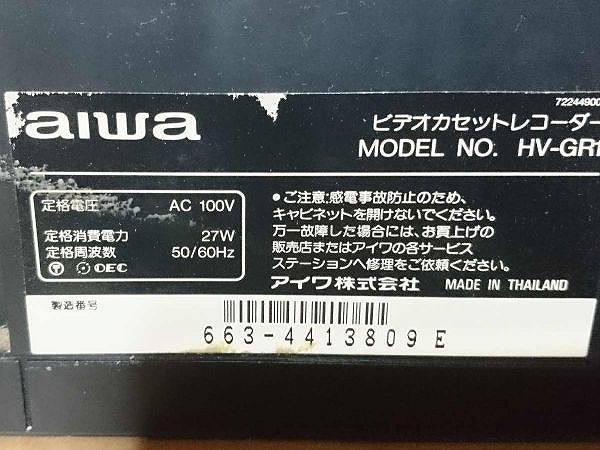 72244900
aiwa
ビデオカセットレコーダー
MODEL NO. HV-GR1
定格電圧 AC 100V
定格消費電力 27W
定格周波数 50/60Hz
OEC
●ご注意:感電事故防止のため、
キャビネットを開けないでください。
万一故障した場合には、お買上げの
販売店またはアイワの各サービス
ステーションへ修理をご依頼ください。
アイワ株式会社 MADE IN THAILAND
製造番号
663-4413809 E